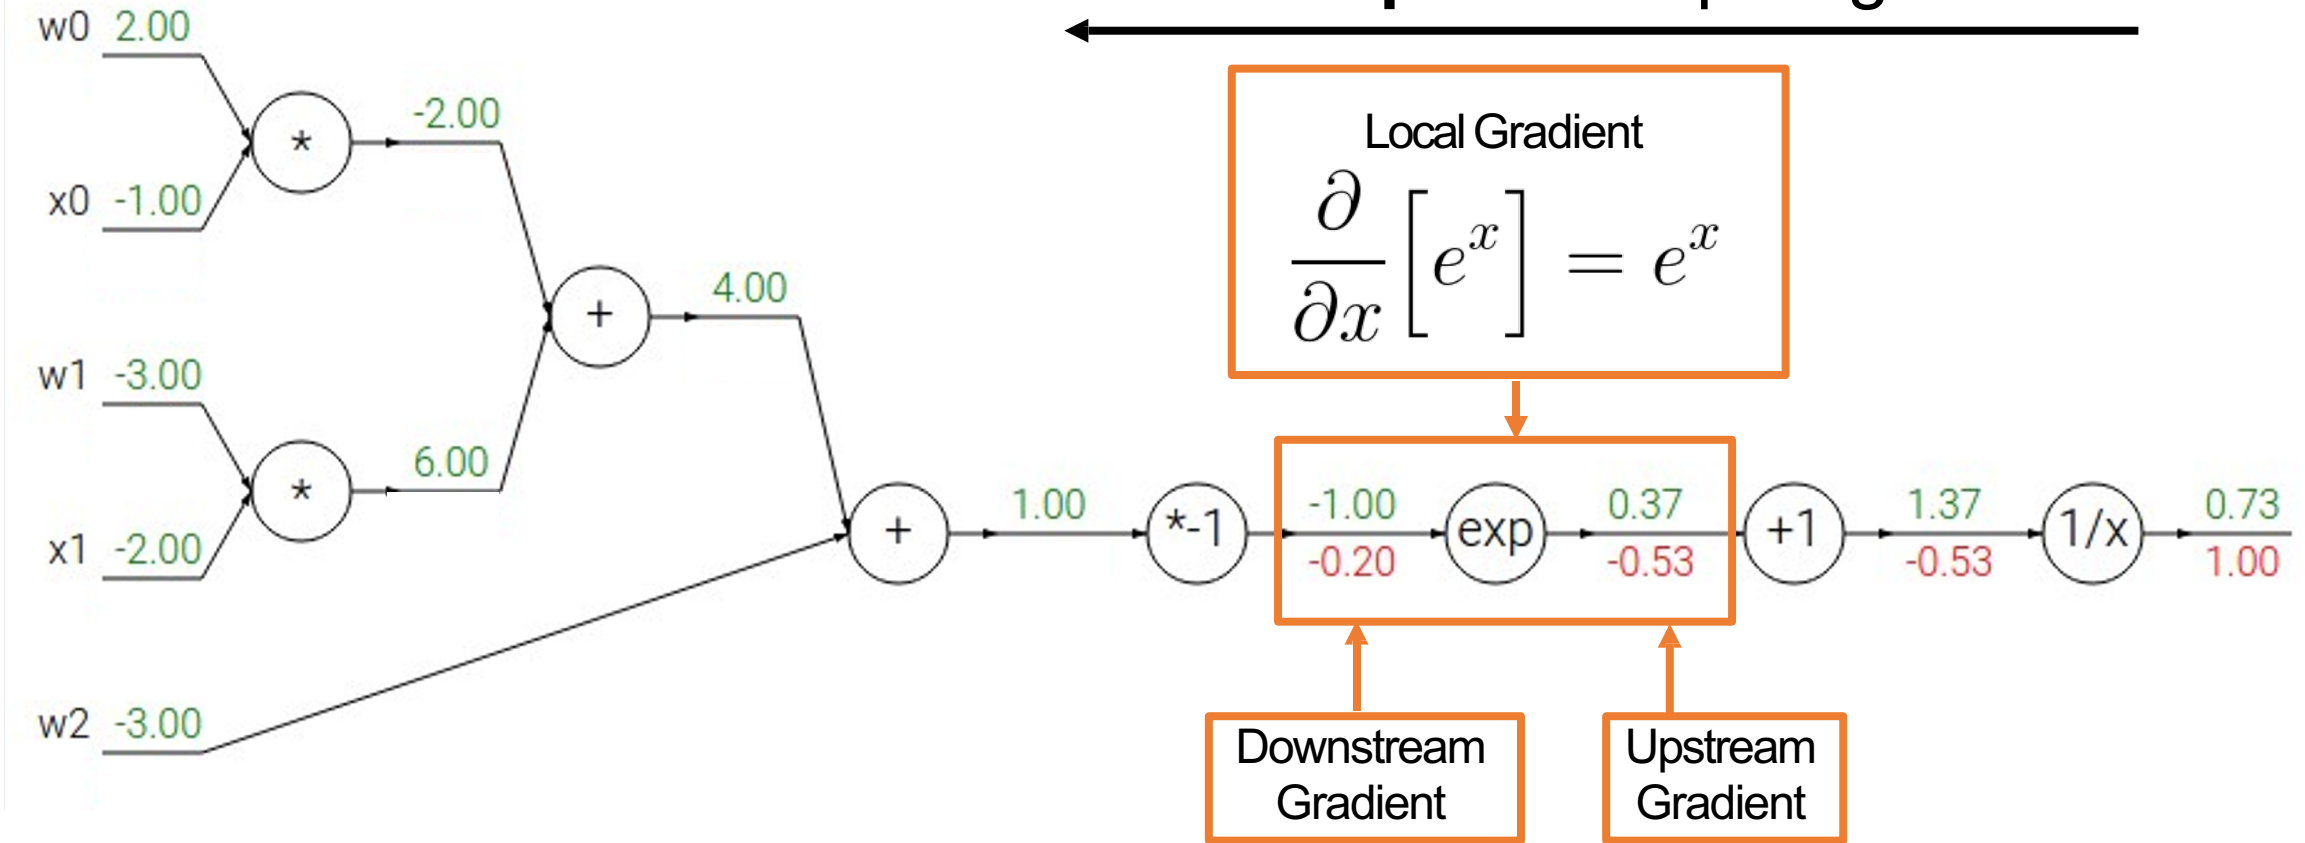 w0 2.00
-2.00
*
x0 -1.00
Local Gradient
∂/∂x [e^x] = e^x
4.00
+
w1 -3.00
6.00
*
x1 -2.00
1.00
-1.00
0.37
1.37
0.73
+
*-1
exp
+1
1/x
-0.20
-0.53
-0.53
1.00
w2 -3.00
Downstream
Gradient
Upstream
Gradient